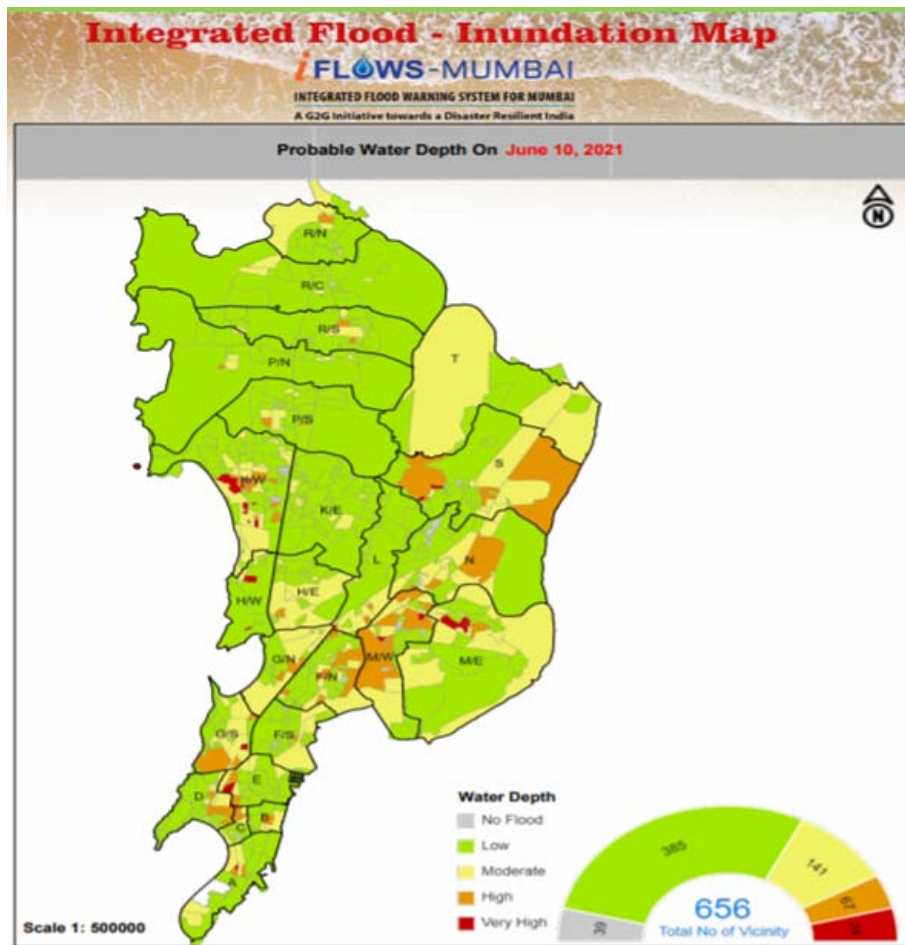 Integrated Flood - Inundation Map
iFLOWS-MUMBAI
INTEGRATED FLOOD WARNING SYSTEM FOR MUMBAI
A G2G Initiative towards a Disaster Resilient India
Probable Water Depth On June 10, 2021
N
R/N
R/C
R/S
T
P/N
P/S
S
K/W
K/E
L
N
H/E
H/W
G/N
F/N
M/W
M/E
G/S
F/S
E
D
B
C
A
Water Depth
No Flood
Low
Moderate
High
Very High
39
385
141
67
24
656
Total No of Vicinity
Scale 1: 500000